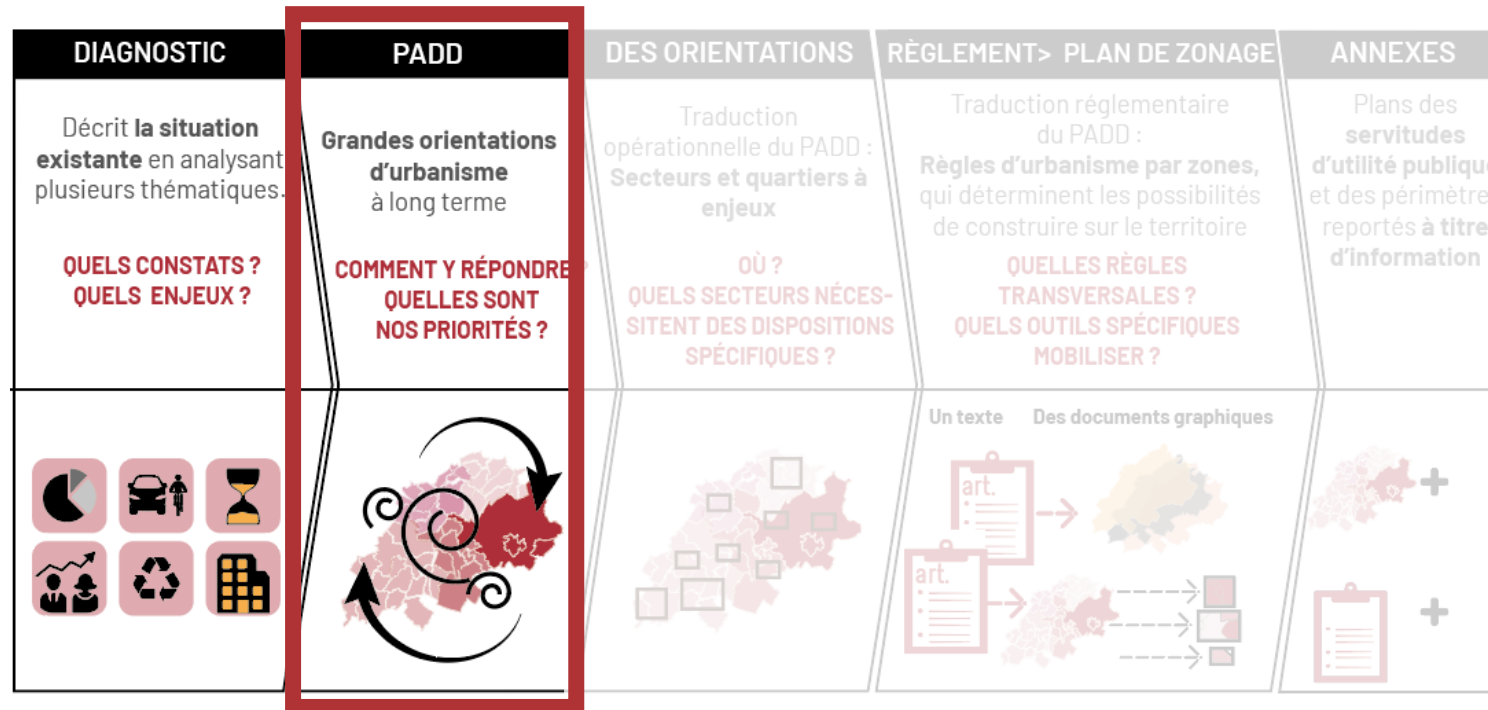 DIAGNOSTIC
Décrit la situation
existante en analysant
plusieurs thématiques.
QUELS CONSTATS ?
QUELS ENJEUX ?
PADD
Grandes orientations
d'urbanisme
à long terme
COMMENT Y RÉPONDRE ?
QUELLES SONT
NOS PRIORITÉS ?
DES ORIENTATIONS
Traduction
opérationnelle du PADD :
Secteurs et quartiers à
enjeux
OÙ ?
QUELS SECTEURS NÉCES-
SITENT DES DISPOSITIONS
SPÉCIFIQUES ?
RÈGLEMENT> PLAN DE ZONAGE
Traduction réglementaire
du PADD :
Règles d'urbanisme par zones,
qui déterminent les possibilités
de construire sur le territoire
QUELLES RÈGLES
TRANSVERSALES ?
QUELS OUTILS SPÉCIFIQUES
MOBILISER ?
Un texte
Des documents graphiques
art.
art.
ANNEXES
Plans des
servitudes
d'utilité publique
et des périmètre
reportés à titre
d'information